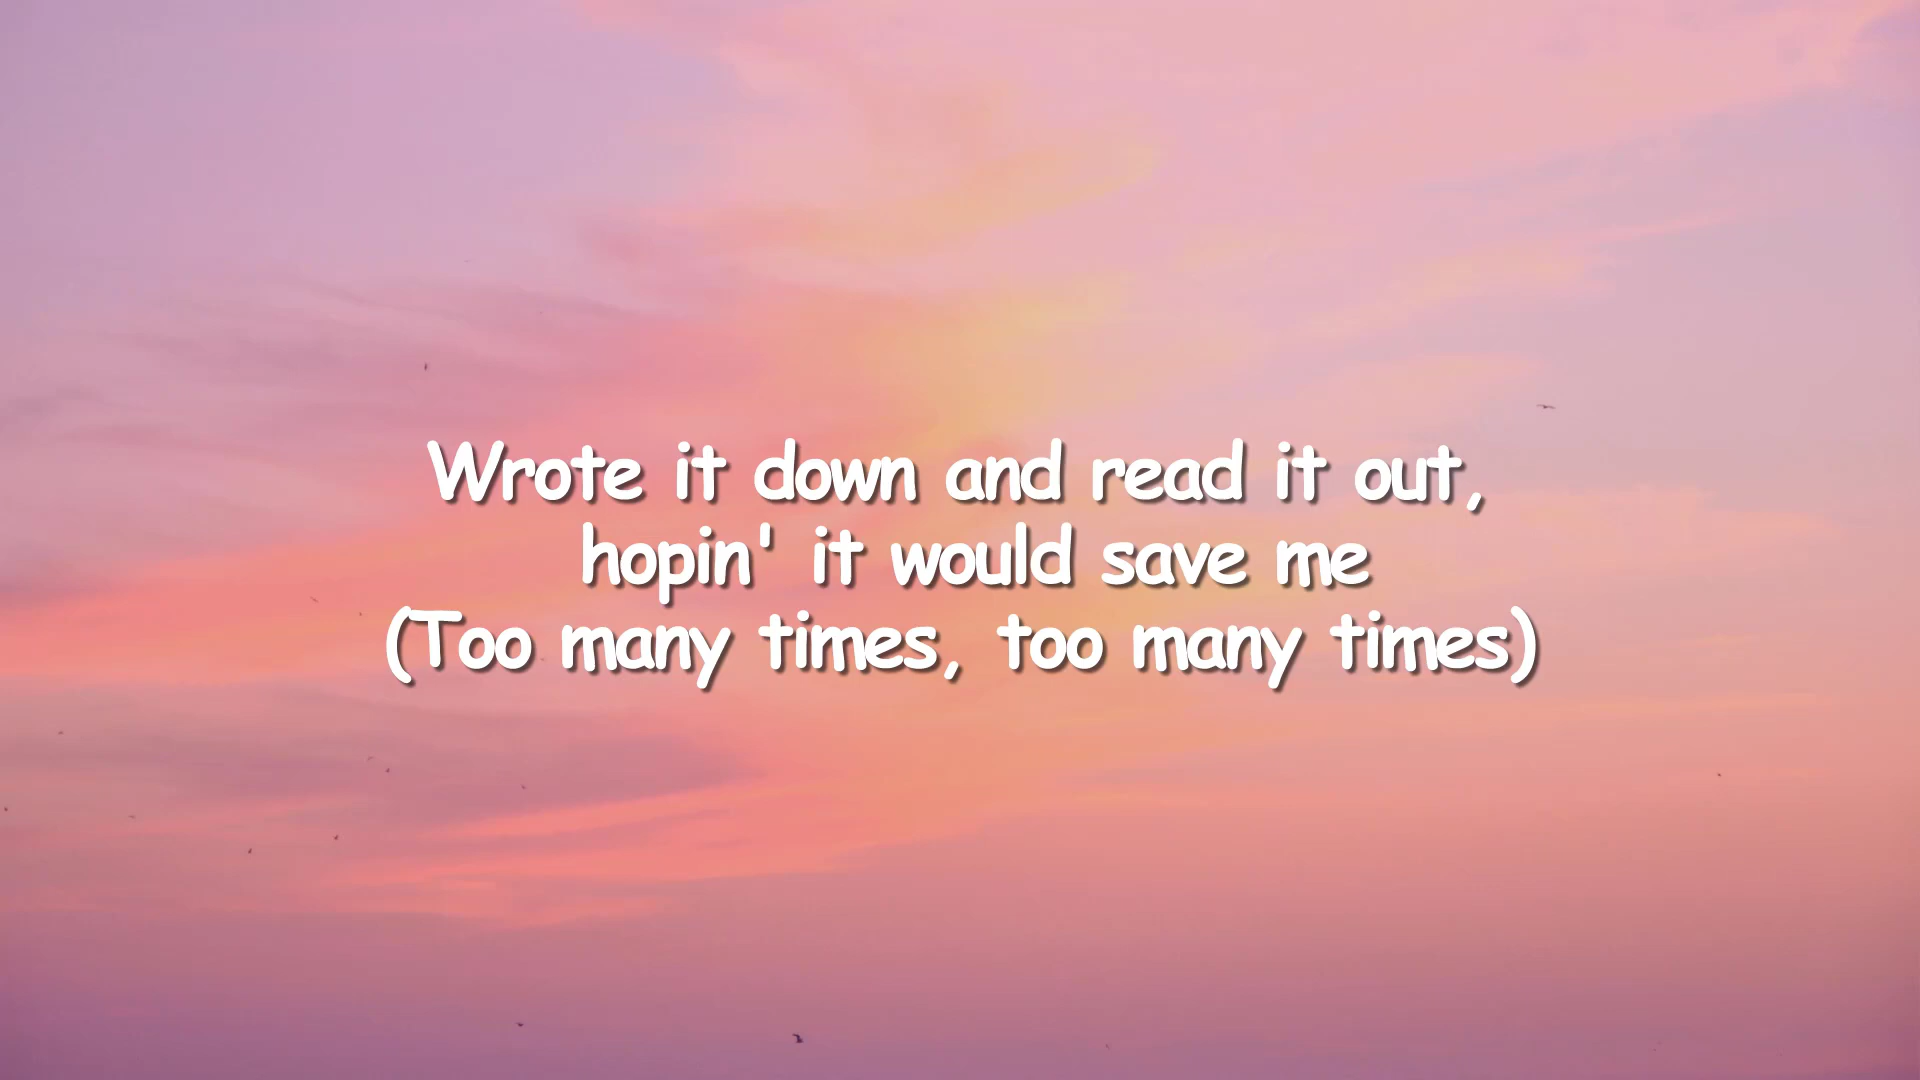 Wrote it down and read it out,
hopin' it would save me
(Too many times, too many times)